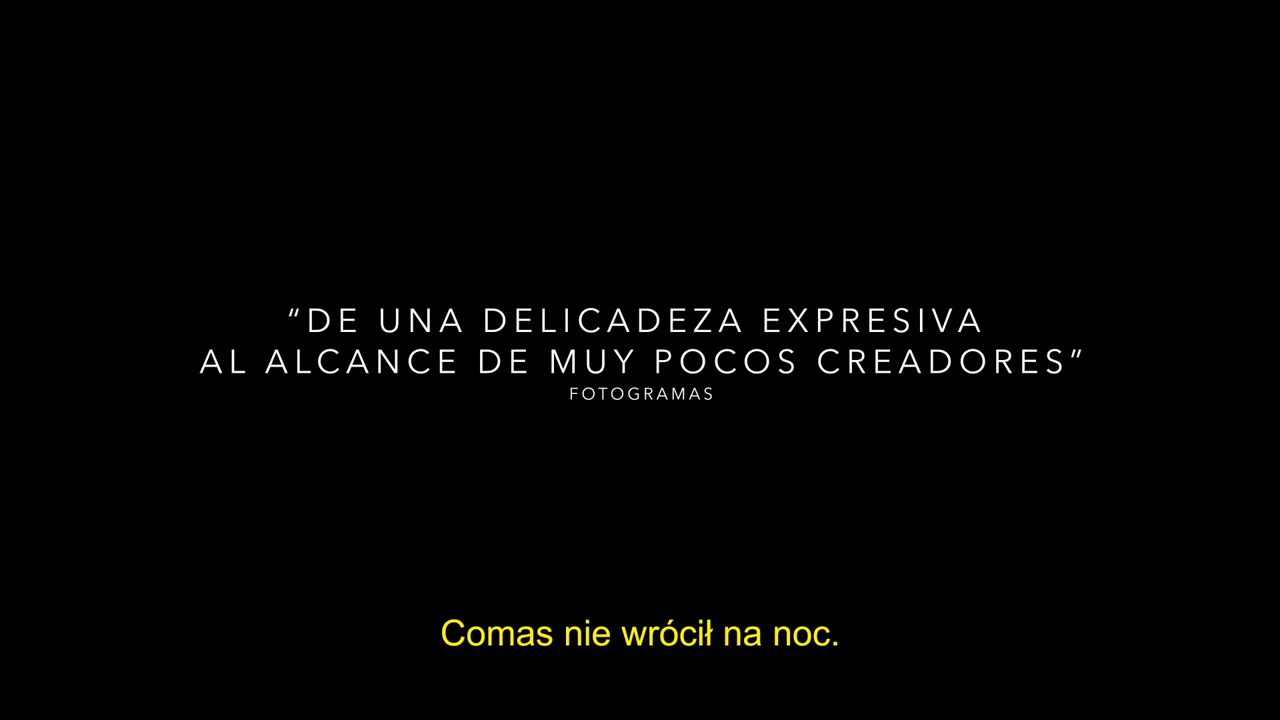 “DE UNA DELICADEZA EXPRESIVA
AL ALCANCE DE MUY POCOS CREADORES”
FOTOGRAMAS
Comas nie wrócił na noc.